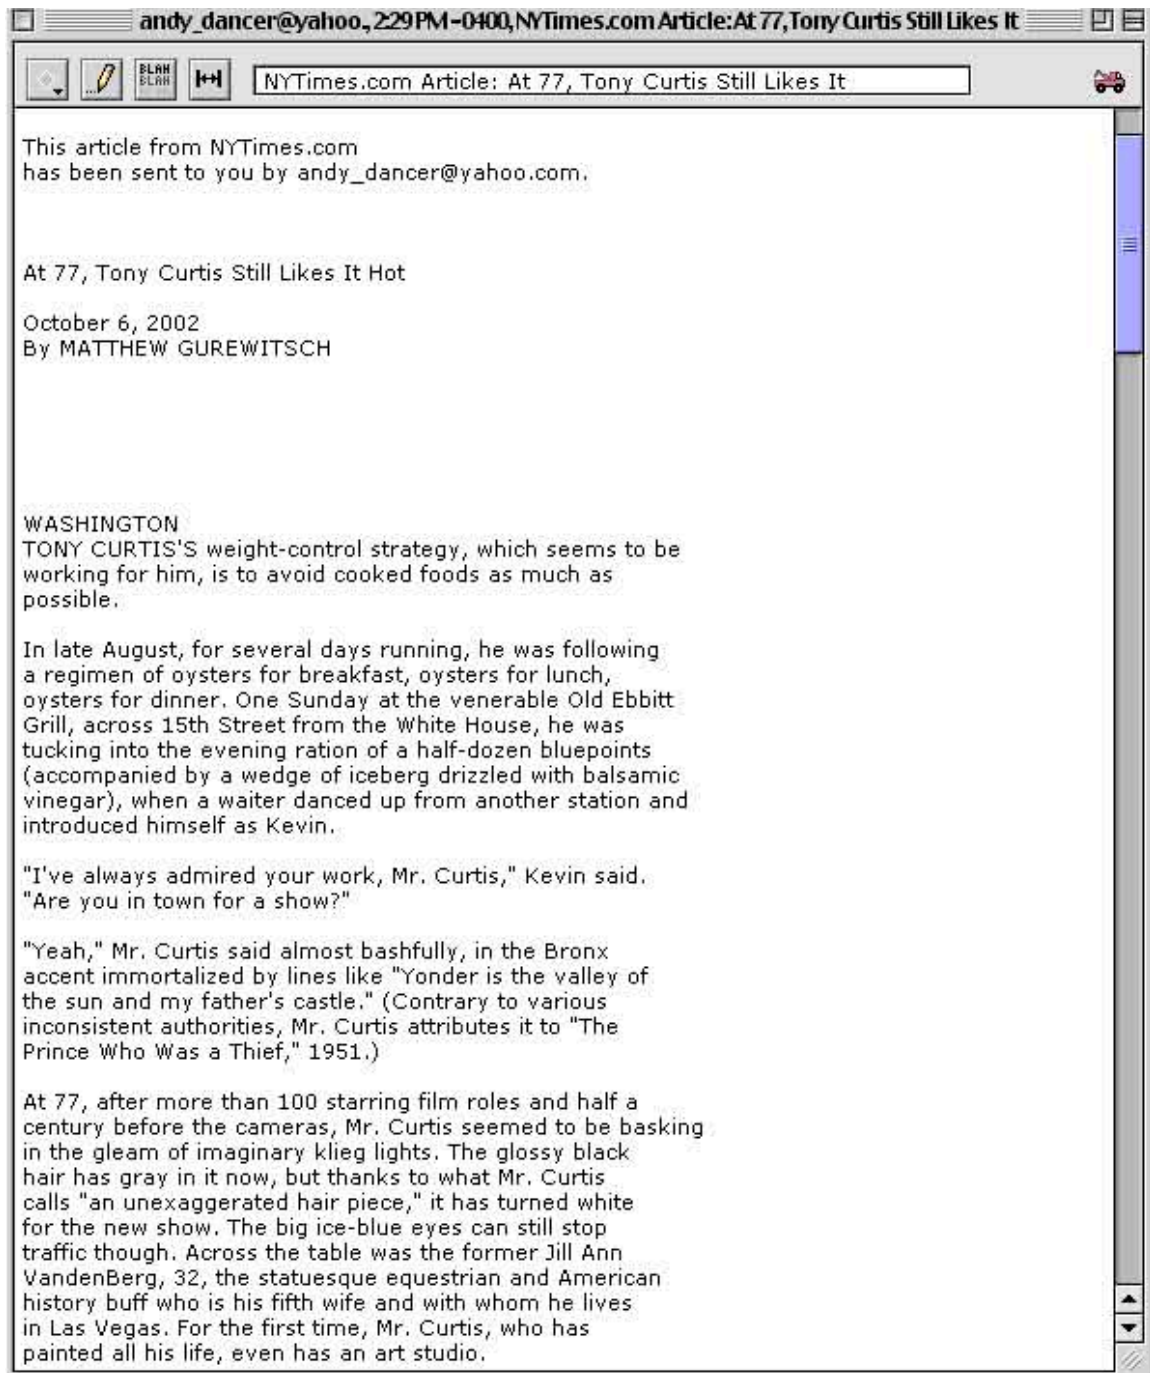 andy_dancer@yahoo., 2:29 PM -0400, NYTimes.com Article: At 77, Tony Curtis Still Likes It
BLAH
BLAH
NYTimes.com Article: At 77, Tony Curtis Still Likes It
This article from NYTimes.com
has been sent to you by andy_dancer@yahoo.com.
At 77, Tony Curtis Still Likes It Hot
October 6, 2002
By MATTHEW GUREWITSCH
WASHINGTON
TONY CURTIS'S weight-control strategy, which seems to be
working for him, is to avoid cooked foods as much as
possible.
In late August, for several days running, he was following
a regimen of oysters for breakfast, oysters for lunch,
oysters for dinner. One Sunday at the venerable Old Ebbitt
Grill, across 15th Street from the White House, he was
tucking into the evening ration of a half-dozen bluepoints
(accompanied by a wedge of iceberg drizzled with balsamic
vinegar), when a waiter danced up from another station and
introduced himself as Kevin.
"I've always admired your work, Mr. Curtis," Kevin said.
"Are you in town for a show?"
"Yeah," Mr. Curtis said almost bashfully, in the Bronx
accent immortalized by lines like "Yonder is the valley of
the sun and my father's castle." (Contrary to various
inconsistent authorities, Mr. Curtis attributes it to "The
Prince Who Was a Thief," 1951.)
At 77, after more than 100 starring film roles and half a
century before the cameras, Mr. Curtis seemed to be basking
in the gleam of imaginary klieg lights. The glossy black
hair has gray in it now, but thanks to what Mr. Curtis
calls "an unexaggerated hair piece," it has turned white
for the new show. The big ice-blue eyes can still stop
traffic though. Across the table was the former Jill Ann
VandenBerg, 32, the statuesque equestrian and American
history buff who is his fifth wife and with whom he lives
in Las Vegas. For the first time, Mr. Curtis, who has
painted all his life, even has an art studio.